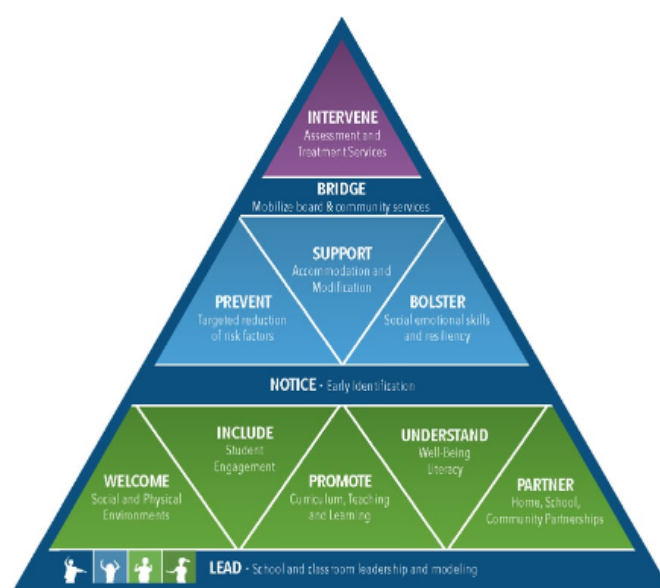 INTERVENE
Assessment and
Treatment Services
BRIDGE
Mobilize board & community services
SUPPORT
Accommodation and
Modification
PREVENT
Targeted reduction
of risk factors
BOLSTER
Social emotional skills
and resiliency
NOTICE - Early Identification
INCLUDE
Student
Engagement
UNDERSTAND
Well-Being
Literacy
WELCOME
Social and Physical
Environments
PROMOTE
Curriculum, Teaching
and Learning
PARTNER
Home, School,
Community Partnerships
LEAD - School and classroom leadership and modeling